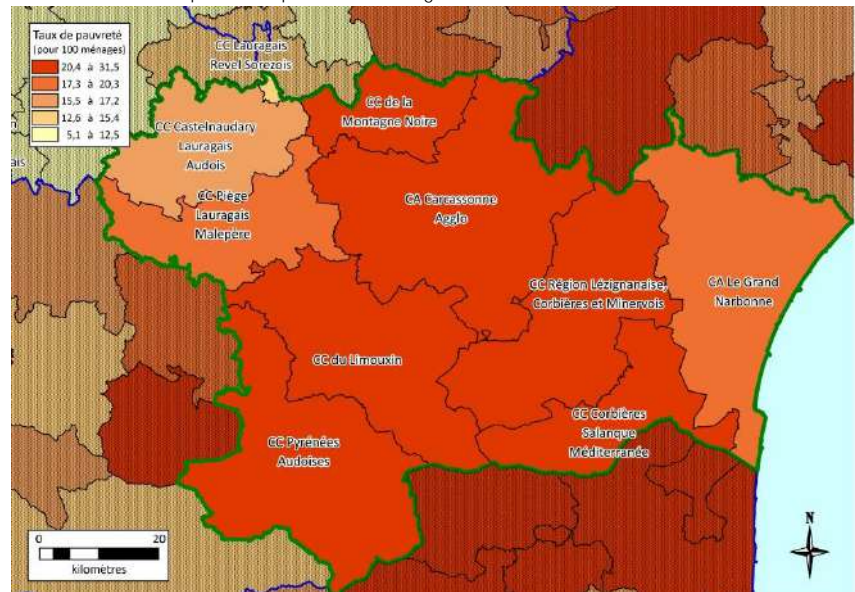 Taux de pauvreté
(pour 100 ménages)
20,4 à 31,5
17,3 à 20,3
15,5 à 17,2
12,6 à 15,4
5,1 à 12,5
CC Lauragais
Revel Sorezois
CC de la
Montagne Noire
CC Castelnaudary
Lauragais
Audois
CC Piège
Lauragais
Malepère
CA Carcassonne
Agglo
CC Région Lézignanaise,
Corbières et Minervois
CA Le Grand
Narbonne
CC du Limouxin
CC Corbières
Salanque
Méditerranée
CC Pyrénées
Audoises
0 20
kilomètres
N